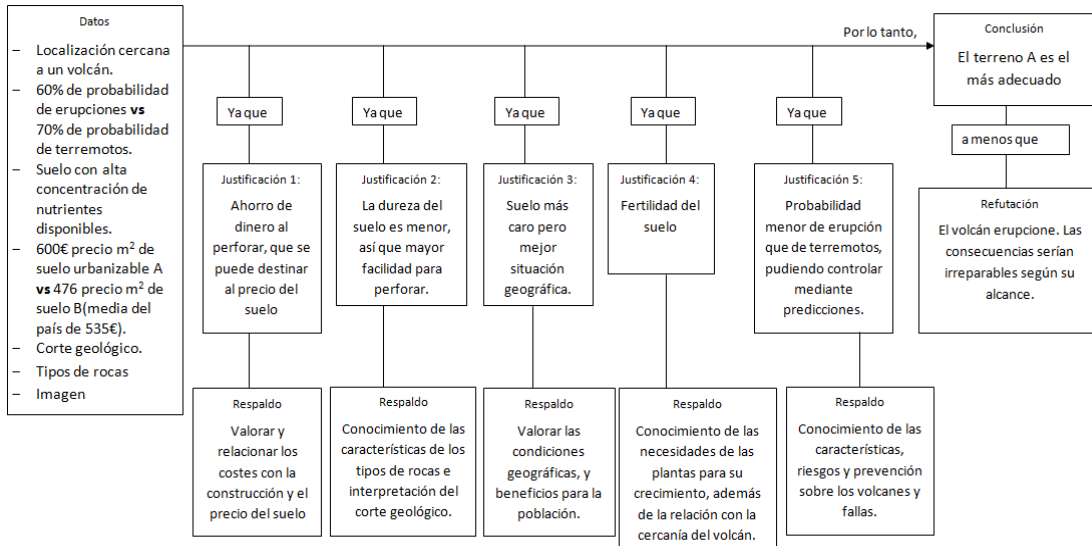 Datos
– Localización cercana
a un volcán.
– 60% de probabilidad
de erupciones vs
70% de probabilidad
de terremotos.
– Suelo con alta
concentración de
nutrientes
disponibles.
– 600€ precio m² de
suelo urbanizable A
vs 476 precio m² de
suelo B(media del
país de 535€).
– Corte geológico.
– Tipos de rocas
– Imagen
Por lo tanto,
Conclusión
El terreno A es el
más adecuado
a menos que
Refutación
El volcán erupcione. Las
consecuencias serían
irreparables según su
alcance.
Ya que
Justificación 1:
Ahorro de
dinero al
perforar, que se
puede destinar
al precio del
suelo
Respaldo
Valorar y
relacionar los
costes con la
construcción y el
precio del suelo
Ya que
Justificación 2:
La dureza del
suelo es menor,
así que mayor
facilidad para
perforar.
Respaldo
Conocimiento de las
características de los
tipos de rocas e
interpretación del
corte geológico.
Ya que
Justificación 3:
Suelo más
caro pero mejor
situación
geográfica.
Respaldo
Valorar las
condiciones
geográficas, y
beneficios para la
población.
Ya que
Justificación 4:
Fertilidad del
suelo
Respaldo
Conocimiento de las
necesidades de las
plantas para su
crecimiento, además
de la relación con la
cercanía del volcán.
Ya que
Justificación 5:
Probabilidad
menor de erupción
que de terremotos,
pudiendo controlar
mediante
predicciones.
Respaldo
Conocimiento de las
características,
riesgos y prevención
sobre los volcanes y
fallas.